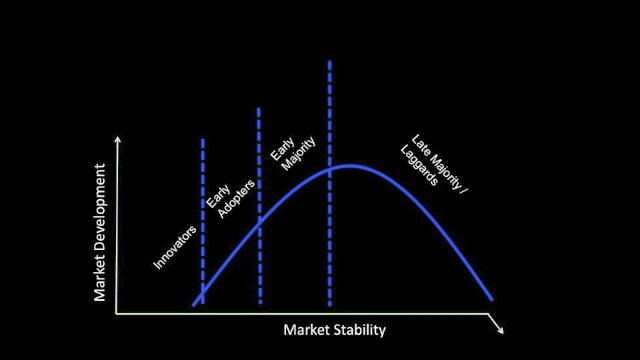 Market Development
Innovators
Early
Adopters
Early
Majority
Late Majority /
Laggards
Market Stability